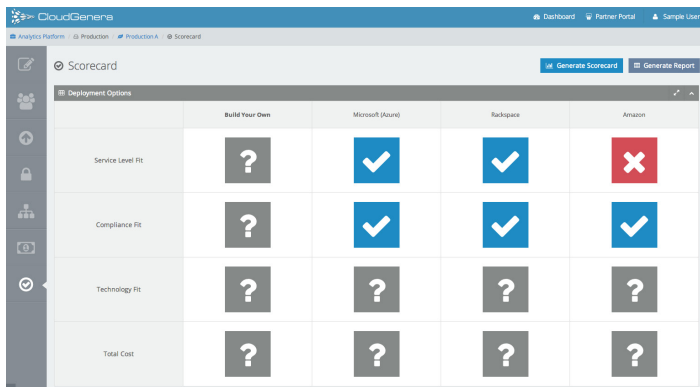 CloudGenera
Dashboard Partner Portal Sample User
Analytics Platform / Production / Production A / Scorecard
Scorecard
Generate Scorecard Generate Report
Deployment Options
Build Your Own Microsoft (Azure) Rackspace Amazon
Service Level Fit ?
Compliance Fit ?
Technology Fit ? ? ? ?
Total Cost ? ? ? ?